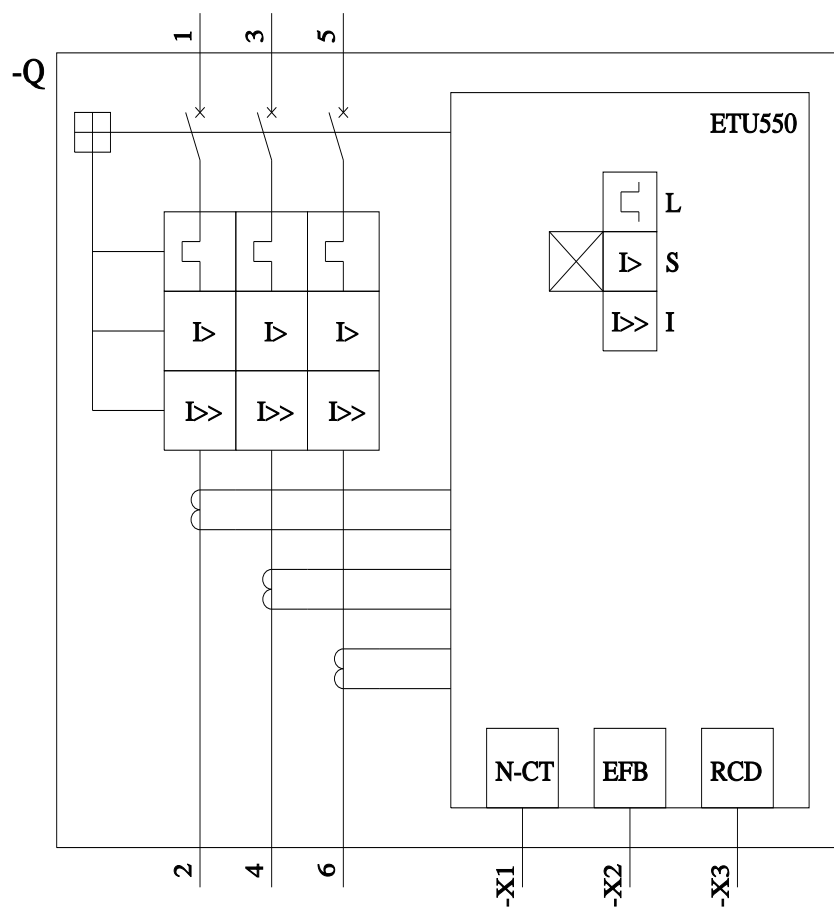 1 3 5
-Q
ETU550
L
I> S
I>> I
I> I> I>
I>> I>> I>>
N-CT EFB RCD
2 4 6 -X1 -X2 -X3